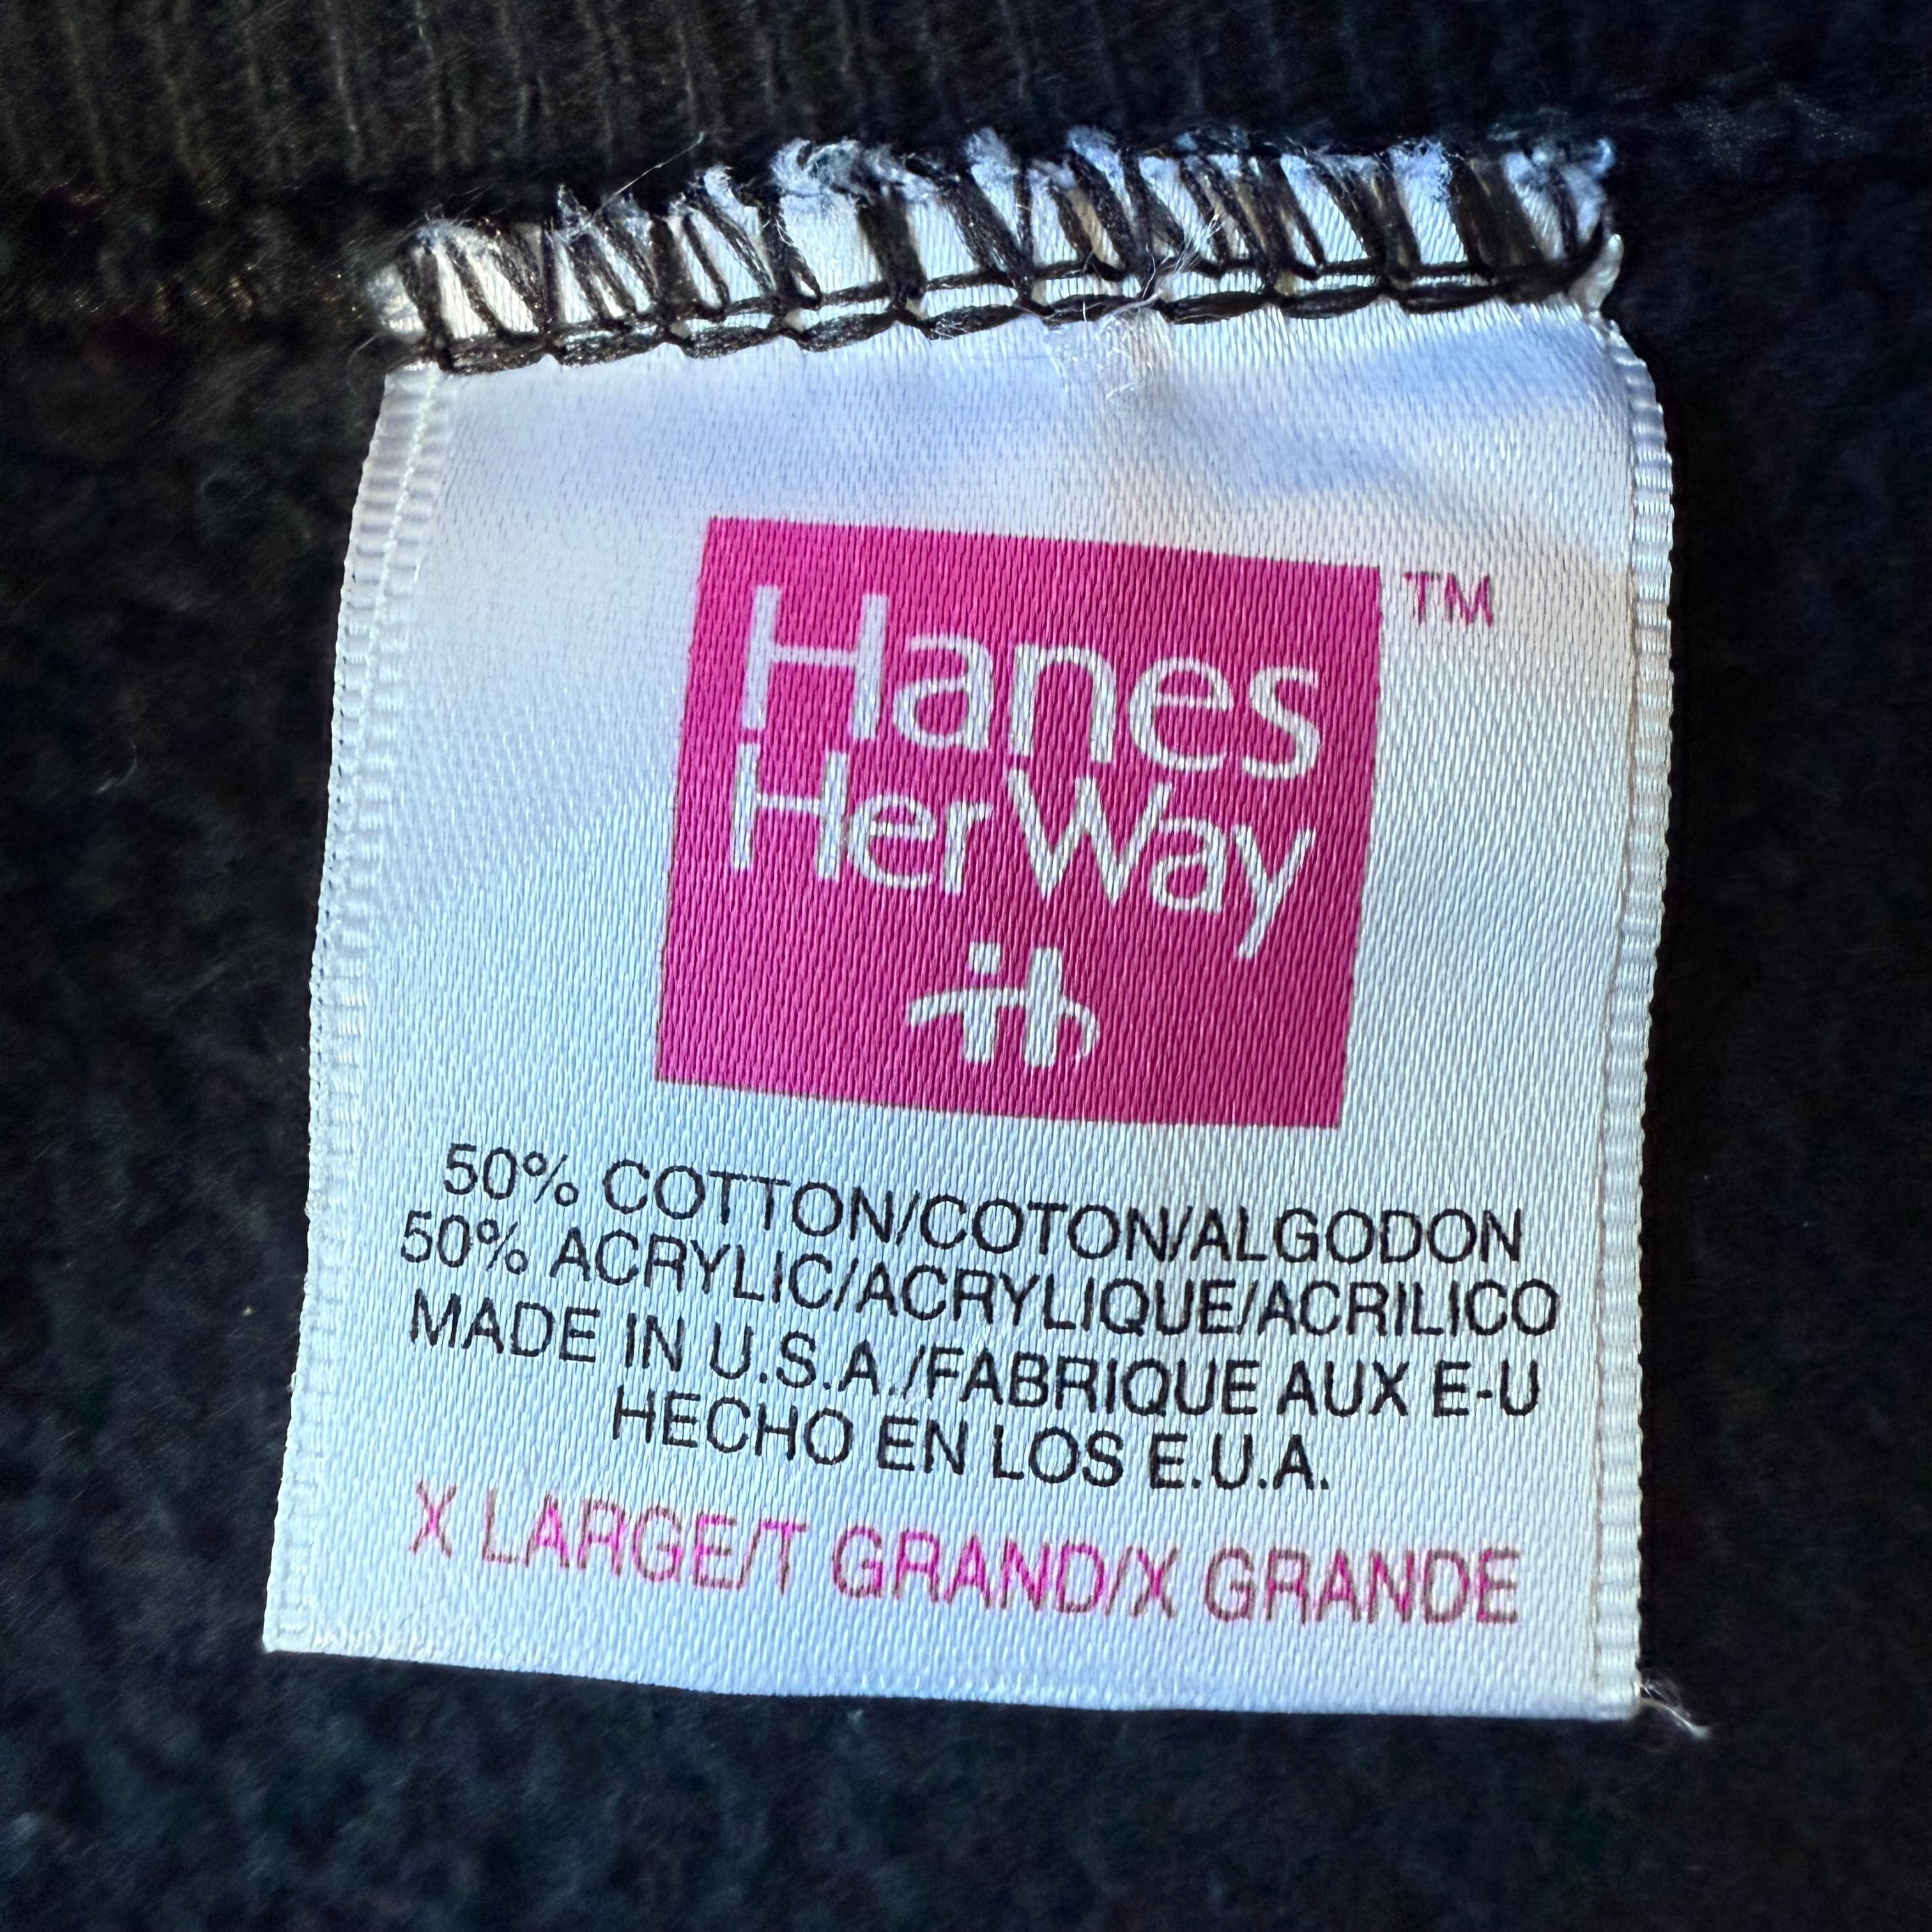 Hanes
HerWay
TM
50% COTTON/COTON/ALGODON
50% ACRYLIC/ACRYLIQUE/ACRILICO
MADE IN U.S.A./FABRIQUE AUX E-U
HECHO EN LOS E.U.A.
X LARGE/T GRAND/X GRANDE